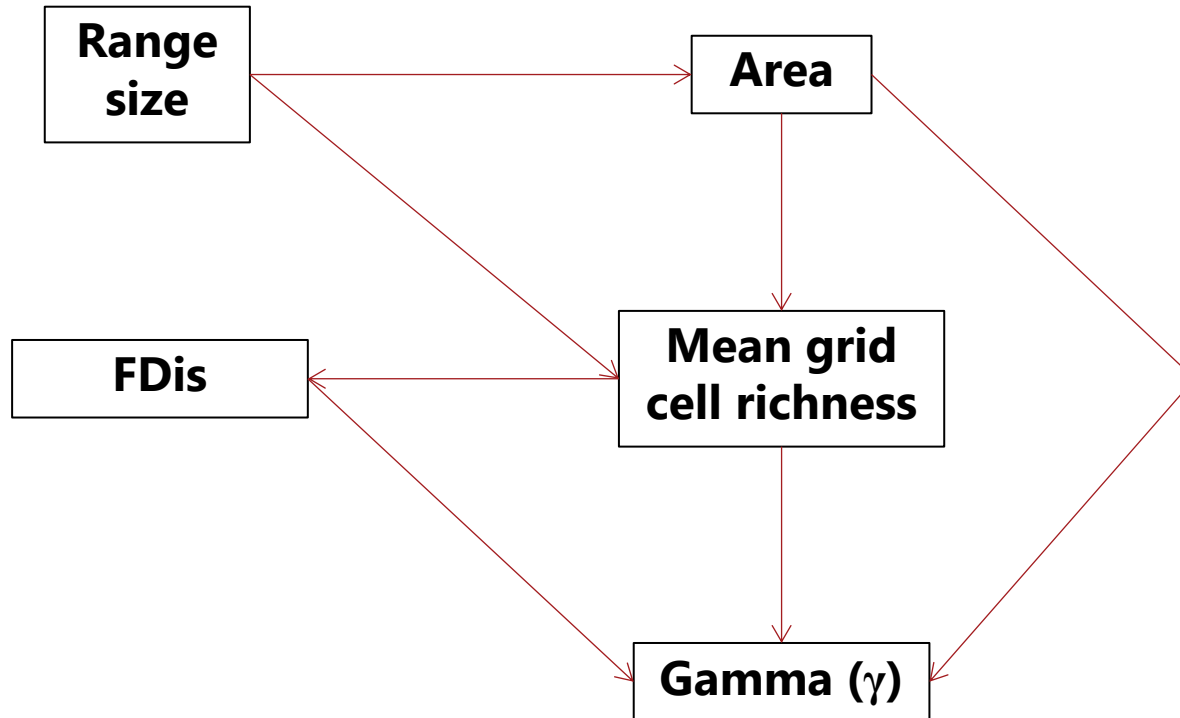 Range
size
Area
FDis
Mean grid
cell richness
Gamma (γ)